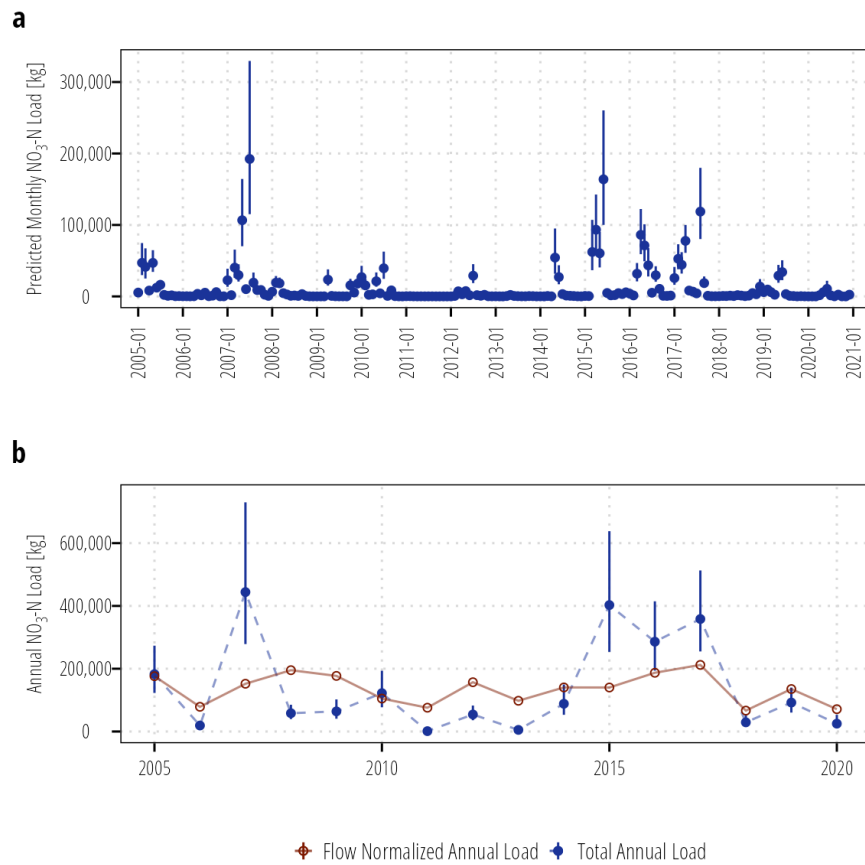 a
Predicted Monthly NO3-N Load [kg]
300,000
200,000
100,000
0
2005-01 2006-01 2007-01 2008-01 2009-01 2010-01 2011-01 2012-01 2013-01 2014-01 2015-01 2016-01 2017-01 2018-01 2019-01 2020-01 2021-01
b
Annual NO3-N Load [kg]
600,000
400,000
200,000
0
2005 2010 2015 2020
Flow Normalized Annual Load Total Annual Load